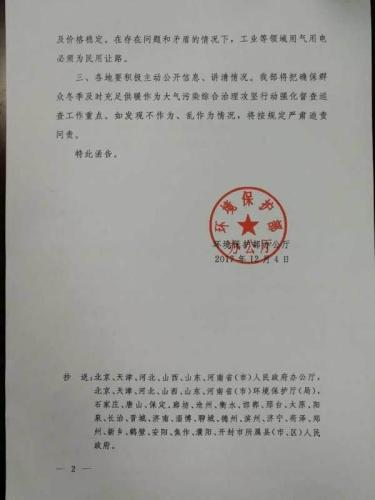 及价格稳定。在存在问题和矛盾的情况下，工业等领域用气用电
必须为民用让路。
三、各地要积极主动公开信息、讲清情况。我部将把确保群
众冬季及时充足供暖作为大气污染综合治理攻坚行动强化督查巡
查工作重点。如发现不作为、乱作为情况，将按规定严肃追责
问责。
特此函告。
环境保护部
办公厅
环境保护部办公厅
2017年12月4日
抄 送：北京、天津、河北、山西、山东、河南省(市)人民政府办公厅，
北京、天津、河北、山西、山东、河南省(市)环境保护厅(局)，
石家庄、唐山、保定、廊坊、沧州、衡水、邯郸、邢台、太原、阳
泉、长治、晋城、济南、淄博、聊城、德州、滨州、济宁、菏泽、郑
州、新乡、鹤壁、安阳、焦作、濮阳、开封市所属县(市、区)人民
政府。
— 2 —